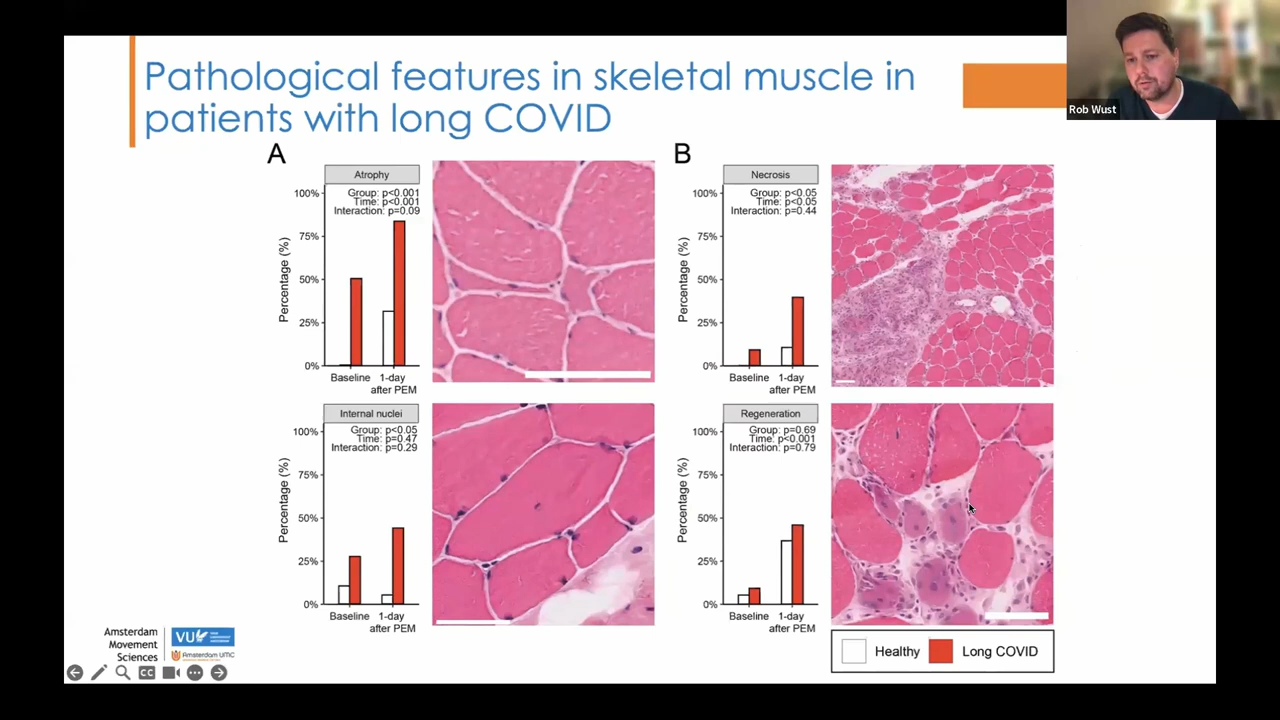 Rob Wust
Pathological features in skeletal muscle in
patients with long COVID
A
Atrophy
100%
75%
50%
25%
0%
Percentage (%)
Group: p<0.001
Time: p<0.001
Interaction: p=0.09
Baseline
1-day
after PEM
Internal nuclei
100%
75%
50%
25%
0%
Percentage (%)
Group: p<0.05
Time: p=0.47
Interaction: p=0.29
Baseline
1-day
after PEM
B
Necrosis
100%
75%
50%
25%
0%
Percentage (%)
Group: p<0.05
Time: p<0.05
Interaction: p=0.44
Baseline
1-day
after PEM
Regeneration
100%
75%
50%
25%
0%
Percentage (%)
Group: p=0.69
Time: p<0.001
Interaction: p=0.79
Baseline
1-day
after PEM
Healthy
Long COVID
Amsterdam
Movement
Sciences
VU
Amsterdam UMC
CC